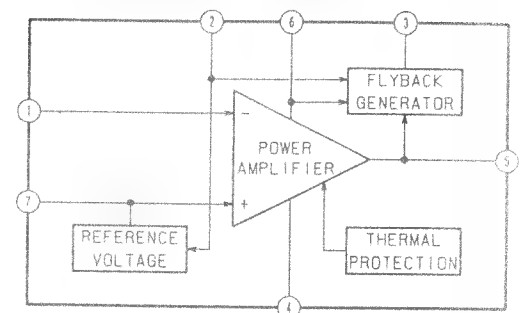 2
6
3
FLYBACK
GENERATOR
1
−
POWER
AMPLIFIER
5
7
+
REFERENCE
VOLTAGE
THERMAL
PROTECTION
4